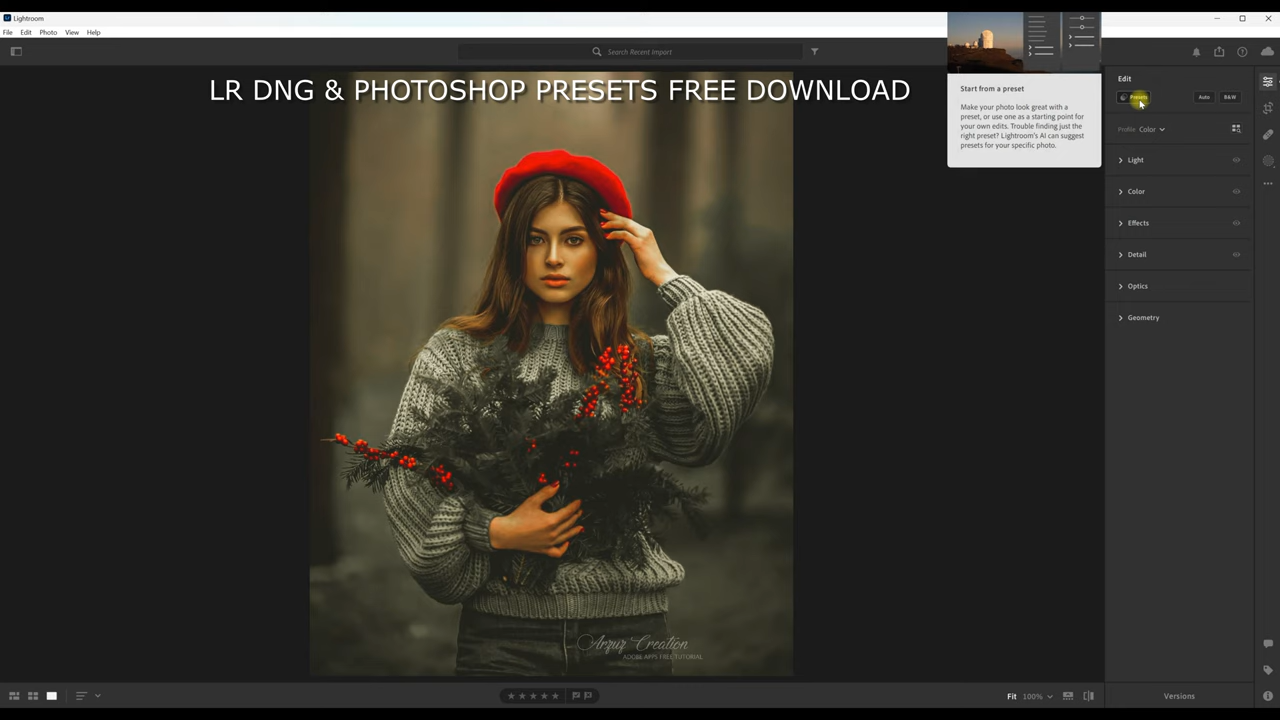 Lightroom
File Edit Photo View Help
Search Recent Import
LR DNG & PHOTOSHOP PRESETS FREE DOWNLOAD
Start from a preset
Make your photo look great with a
preset, or use one as a starting point for
your own edits. Trouble finding just the
right preset? Lightroom's AI can suggest
presets for your specific photo.
Edit
Presets Auto B&W
Profile Color
Light
Color
Effects
Detail
Optics
Geometry
Arzur Creation
ADOBE APPS FREE TUTORIAL
Fit 100%
Versions